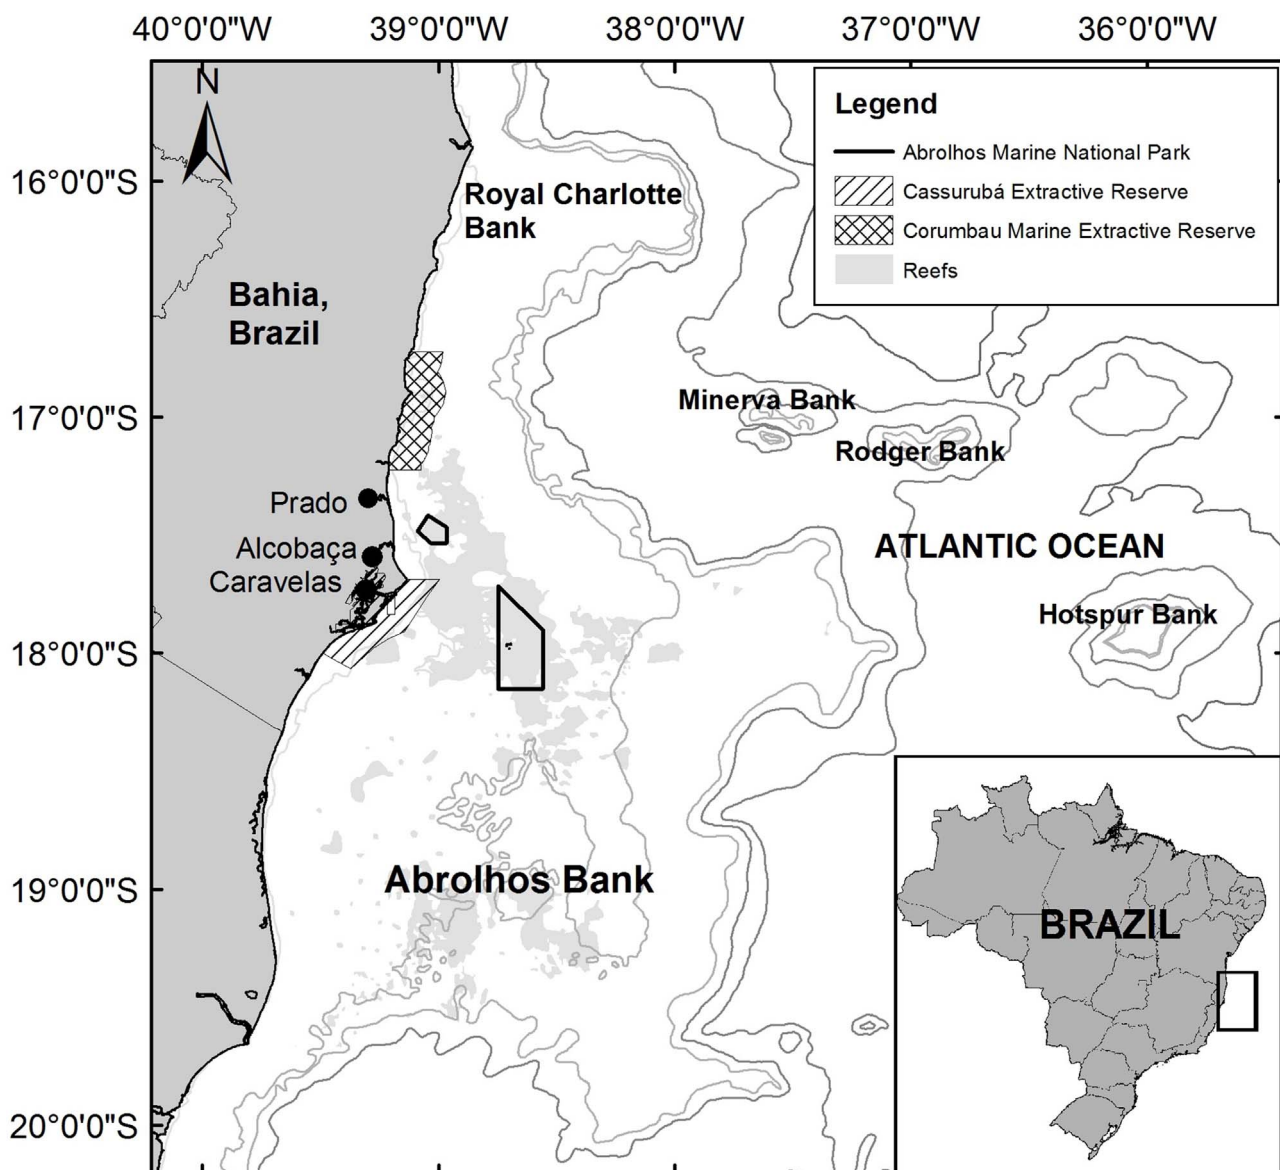 40°0'0"W 39°0'0"W 38°0'0"W 37°0'0"W 36°0'0"W
N
Legend
Abrolhos Marine National Park
Cassurubá Extractive Reserve
Corumbau Marine Extractive Reserve
Reefs
16°0'0"S
Royal Charlotte
Bank
Bahia,
Brazil
17°0'0"S
Minerva Bank
Rodger Bank
Prado
Alcobaça
Caravelas
ATLANTIC OCEAN
Hotspur Bank
18°0'0"S
19°0'0"S
Abrolhos Bank
BRAZIL
20°0'0"S